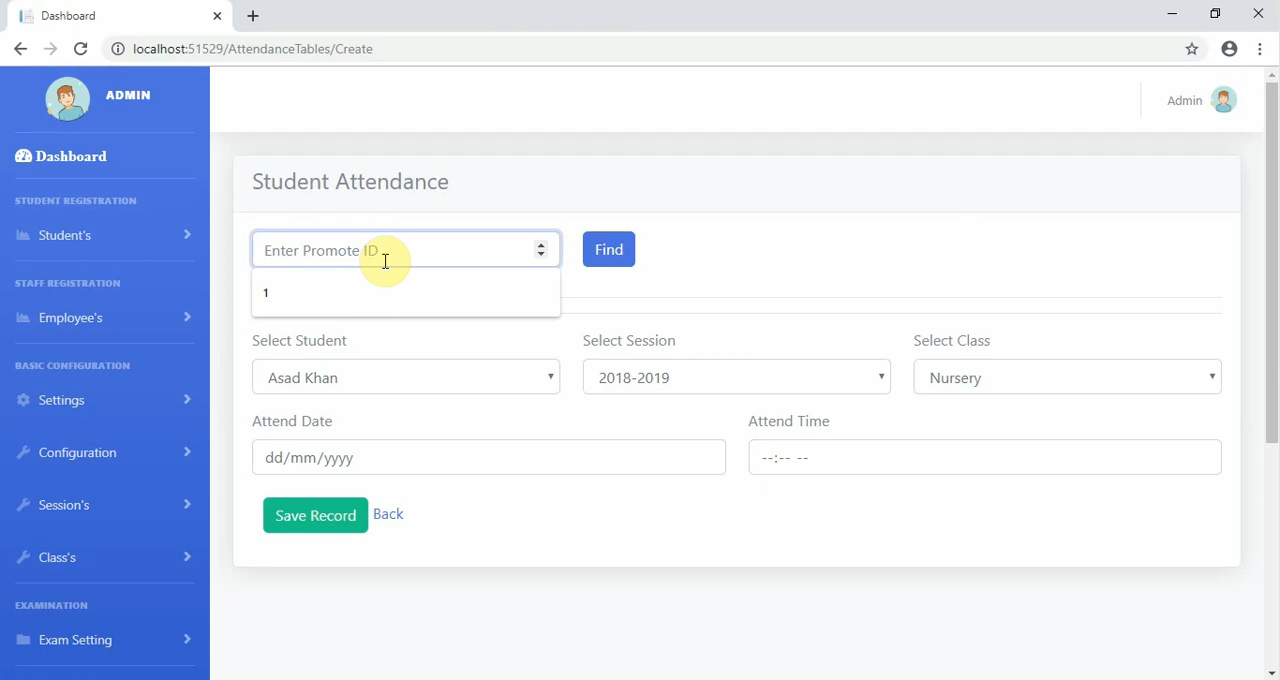 Dashboard
localhost:51529/AttendanceTables/Create
ADMIN
Admin
Dashboard
STUDENT REGISTRATION
Student's
STAFF REGISTRATION
Employee's
BASIC CONFIGURATION
Settings
Configuration
Session's
Class's
EXAMINATION
Exam Setting
Student Attendance
Enter Promote ID
Find
1
Select Student
Select Session
Select Class
Asad Khan
2018-2019
Nursery
Attend Date
Attend Time
dd/mm/yyyy
--:-- --
Save Record
Back